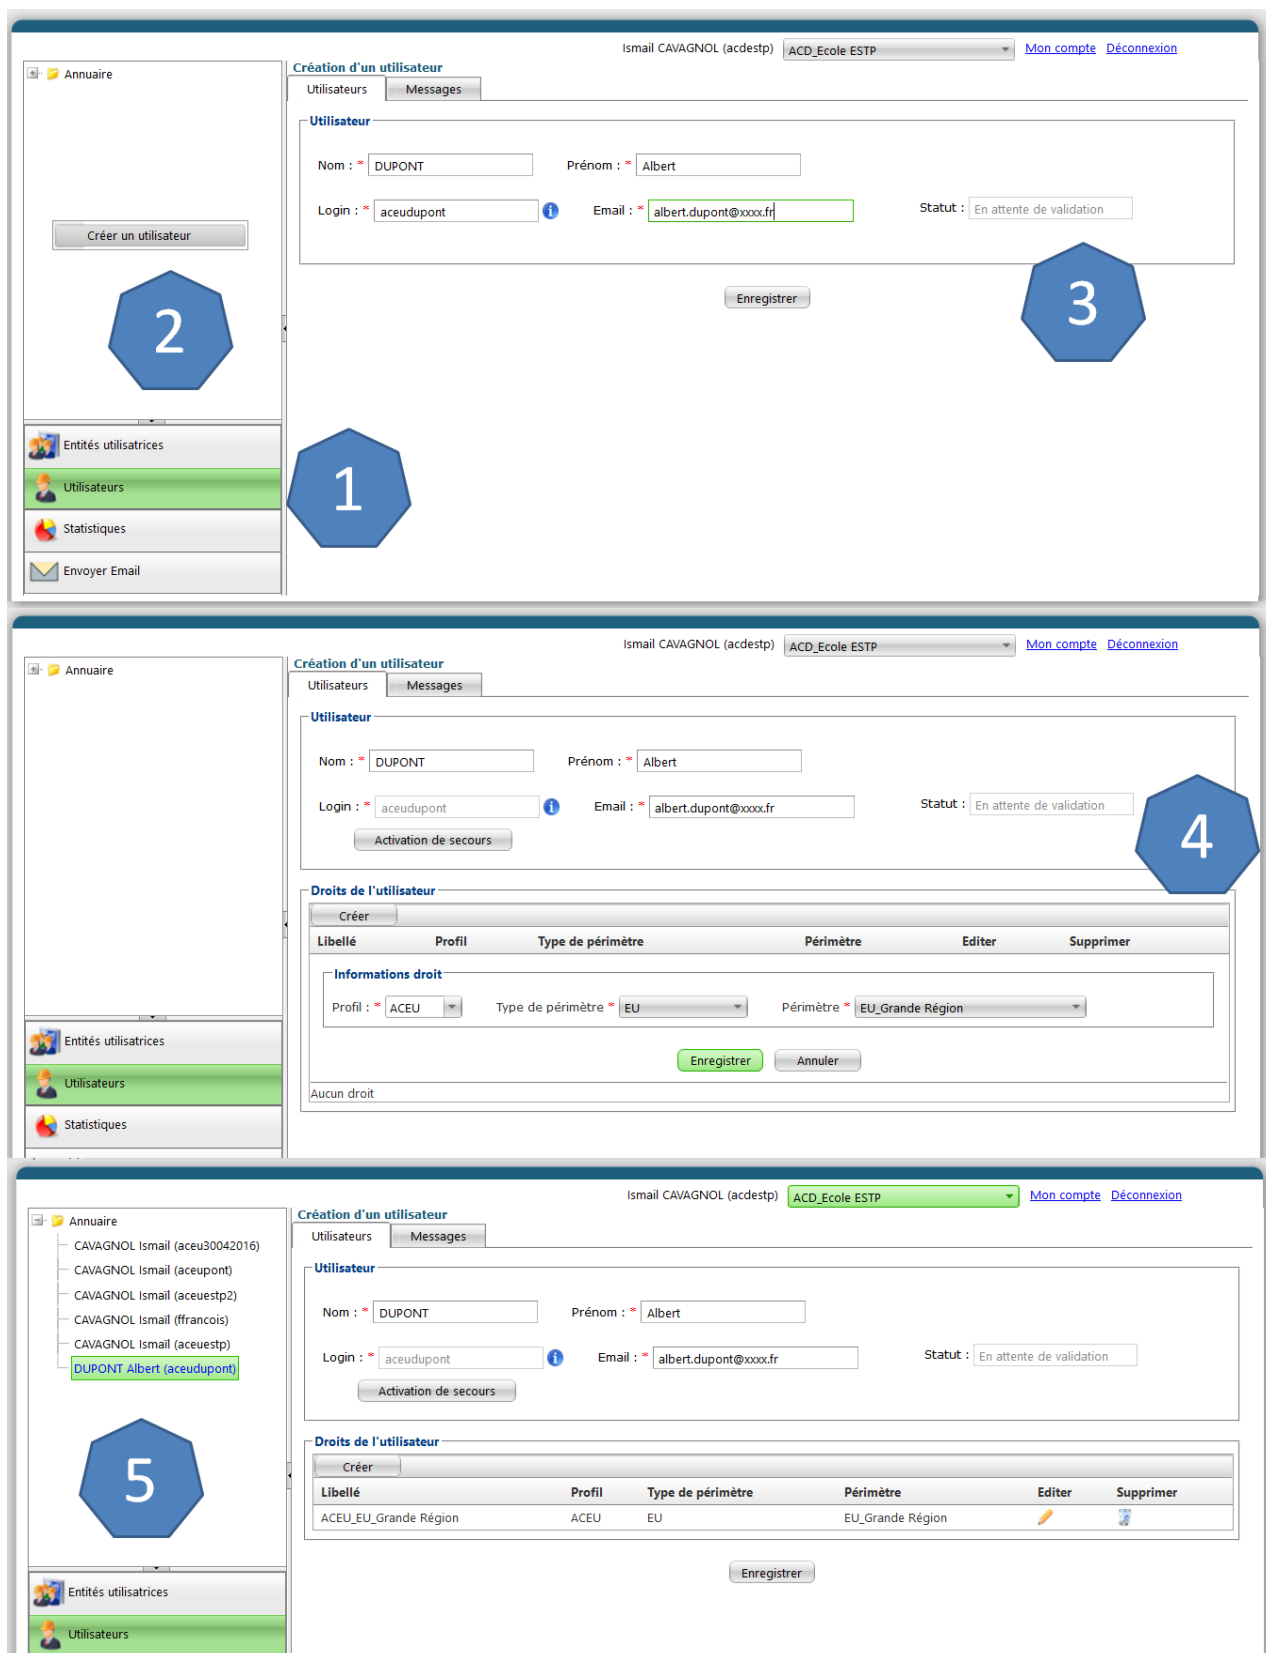 Ismail CAVAGNOL (acdestp) ACD_Ecole ESTP Mon compte Déconnexion
Annuaire
Création d'un utilisateur
Utilisateurs Messages
Utilisateur
Nom : * DUPONT Prénom : * Albert
Login : * aceudupont Email : * albert.dupont@xxxx.fr Statut : En attente de validation
Créer un utilisateur
Enregistrer
2
3
Entités utilisatrices
Utilisateurs
1
Statistiques
Envoyer Email
Ismail CAVAGNOL (acdestp) ACD_Ecole ESTP Mon compte Déconnexion
Annuaire
Création d'un utilisateur
Utilisateurs Messages
Utilisateur
Nom : * DUPONT Prénom : * Albert
Login : * aceudupont Email : * albert.dupont@xxxx.fr Statut : En attente de validation
Activation de secours
4
Droits de l'utilisateur
Créer
Libellé Profil Type de périmètre Périmètre Editer Supprimer
Informations droit
Profil : * ACEU Type de périmètre * EU Périmètre * EU_Grande Région
Enregistrer Annuler
Aucun droit
Entités utilisatrices
Utilisateurs
Statistiques
Ismail CAVAGNOL (acdestp) ACD_Ecole ESTP Mon compte Déconnexion
Annuaire
CAVAGNOL Ismail (aceu30042016)
CAVAGNOL Ismail (aceupont)
CAVAGNOL Ismaïl (aceuestp2)
CAVAGNOL Ismaïl (ffrancois)
CAVAGNOL Ismaïl (aceuestp)
DUPONT Albert (aceudupont)
5
Création d'un utilisateur
Utilisateurs Messages
Utilisateur
Nom : * DUPONT Prénom : * Albert
Login : * aceudupont Email : * albert.dupont@xxxx.fr Statut : En attente de validation
Activation de secours
Droits de l'utilisateur
Créer
Libellé Profil Type de périmètre Périmètre Editer Supprimer
ACEU_EU_Grande Région ACEU EU EU_Grande Région
Enregistrer
Entités utilisatrices
Utilisateurs